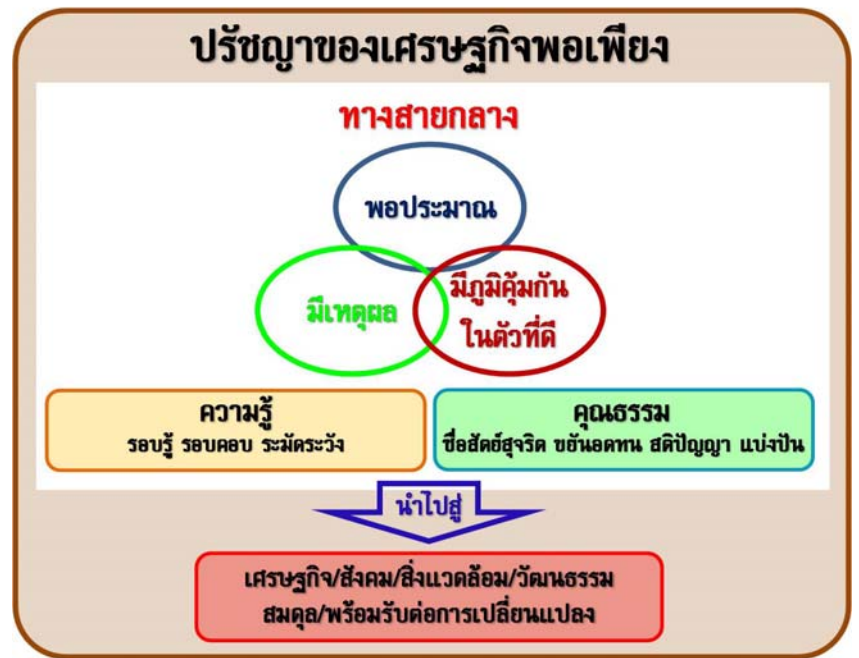 ปรัชญาของเศรษฐกิจพอเพียง
ทางสายกลาง
พอประมาณ
มีเหตุผล
มีภูมิคุ้มกัน
ในตัวที่ดี
ความรู้
รอบรู้ รอบคอบ ระมัดระวัง
คุณธรรม
ซื่อสัตย์สุจริต ขยันอดทน สติปัญญา แบ่งปัน
นำไปสู่
เศรษฐกิจ/สังคม/สิ่งแวดล้อม/วัฒนธรรม
สมดุล/พร้อมรับต่อการเปลี่ยนแปลง